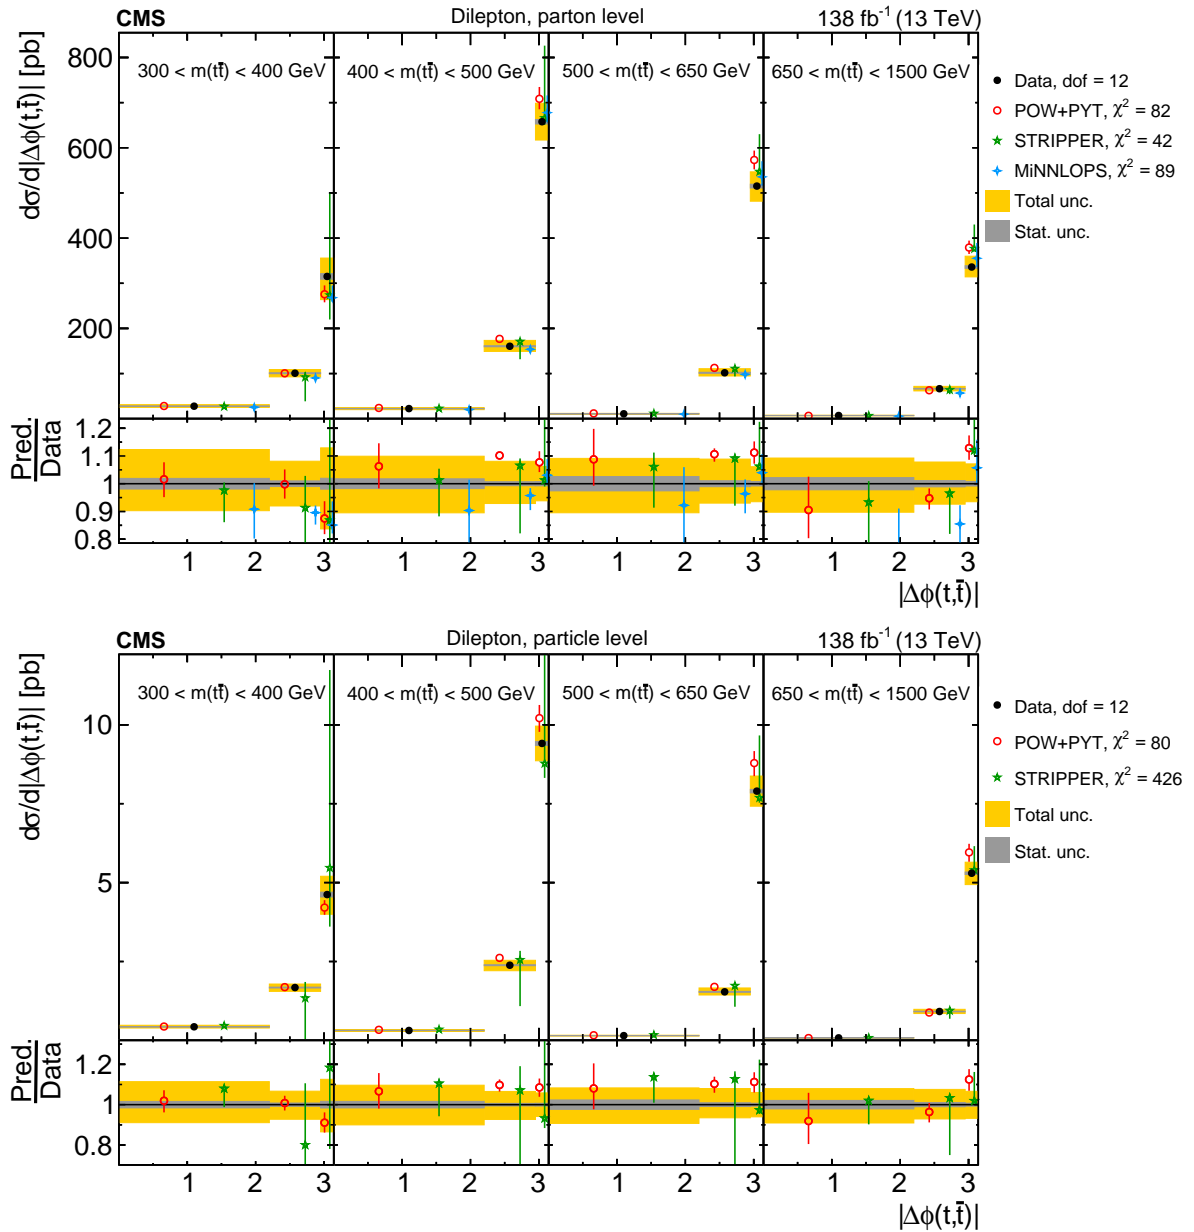 CMS Dilepton, parton level 138 fb⁻¹ (13 TeV)
dσ/d|Δϕ(t,t̄)| [pb]
300 < m(tt̄) < 400 GeV 400 < m(tt̄) < 500 GeV 500 < m(tt̄) < 650 GeV 650 < m(tt̄) < 1500 GeV
800
600
400
200
Data, dof = 12
POW+PYT, χ² = 82
STRIPPER, χ² = 42
MiNNLOPS, χ² = 89
Total unc.
Stat. unc.
Pred.
Data
1.2
1.1
1
0.9
0.8
1 2 3 1 2 3 1 2 3 1 2 3
|Δϕ(t,t̄)|
CMS Dilepton, particle level 138 fb⁻¹ (13 TeV)
dσ/d|Δϕ(t,t̄)| [pb]
300 < m(tt̄) < 400 GeV 400 < m(tt̄) < 500 GeV 500 < m(tt̄) < 650 GeV 650 < m(tt̄) < 1500 GeV
10
5
Data, dof = 12
POW+PYT, χ² = 80
STRIPPER, χ² = 426
Total unc.
Stat. unc.
Pred.
Data
1.2
1
0.8
1 2 3 1 2 3 1 2 3 1 2 3
|Δϕ(t,t̄)|